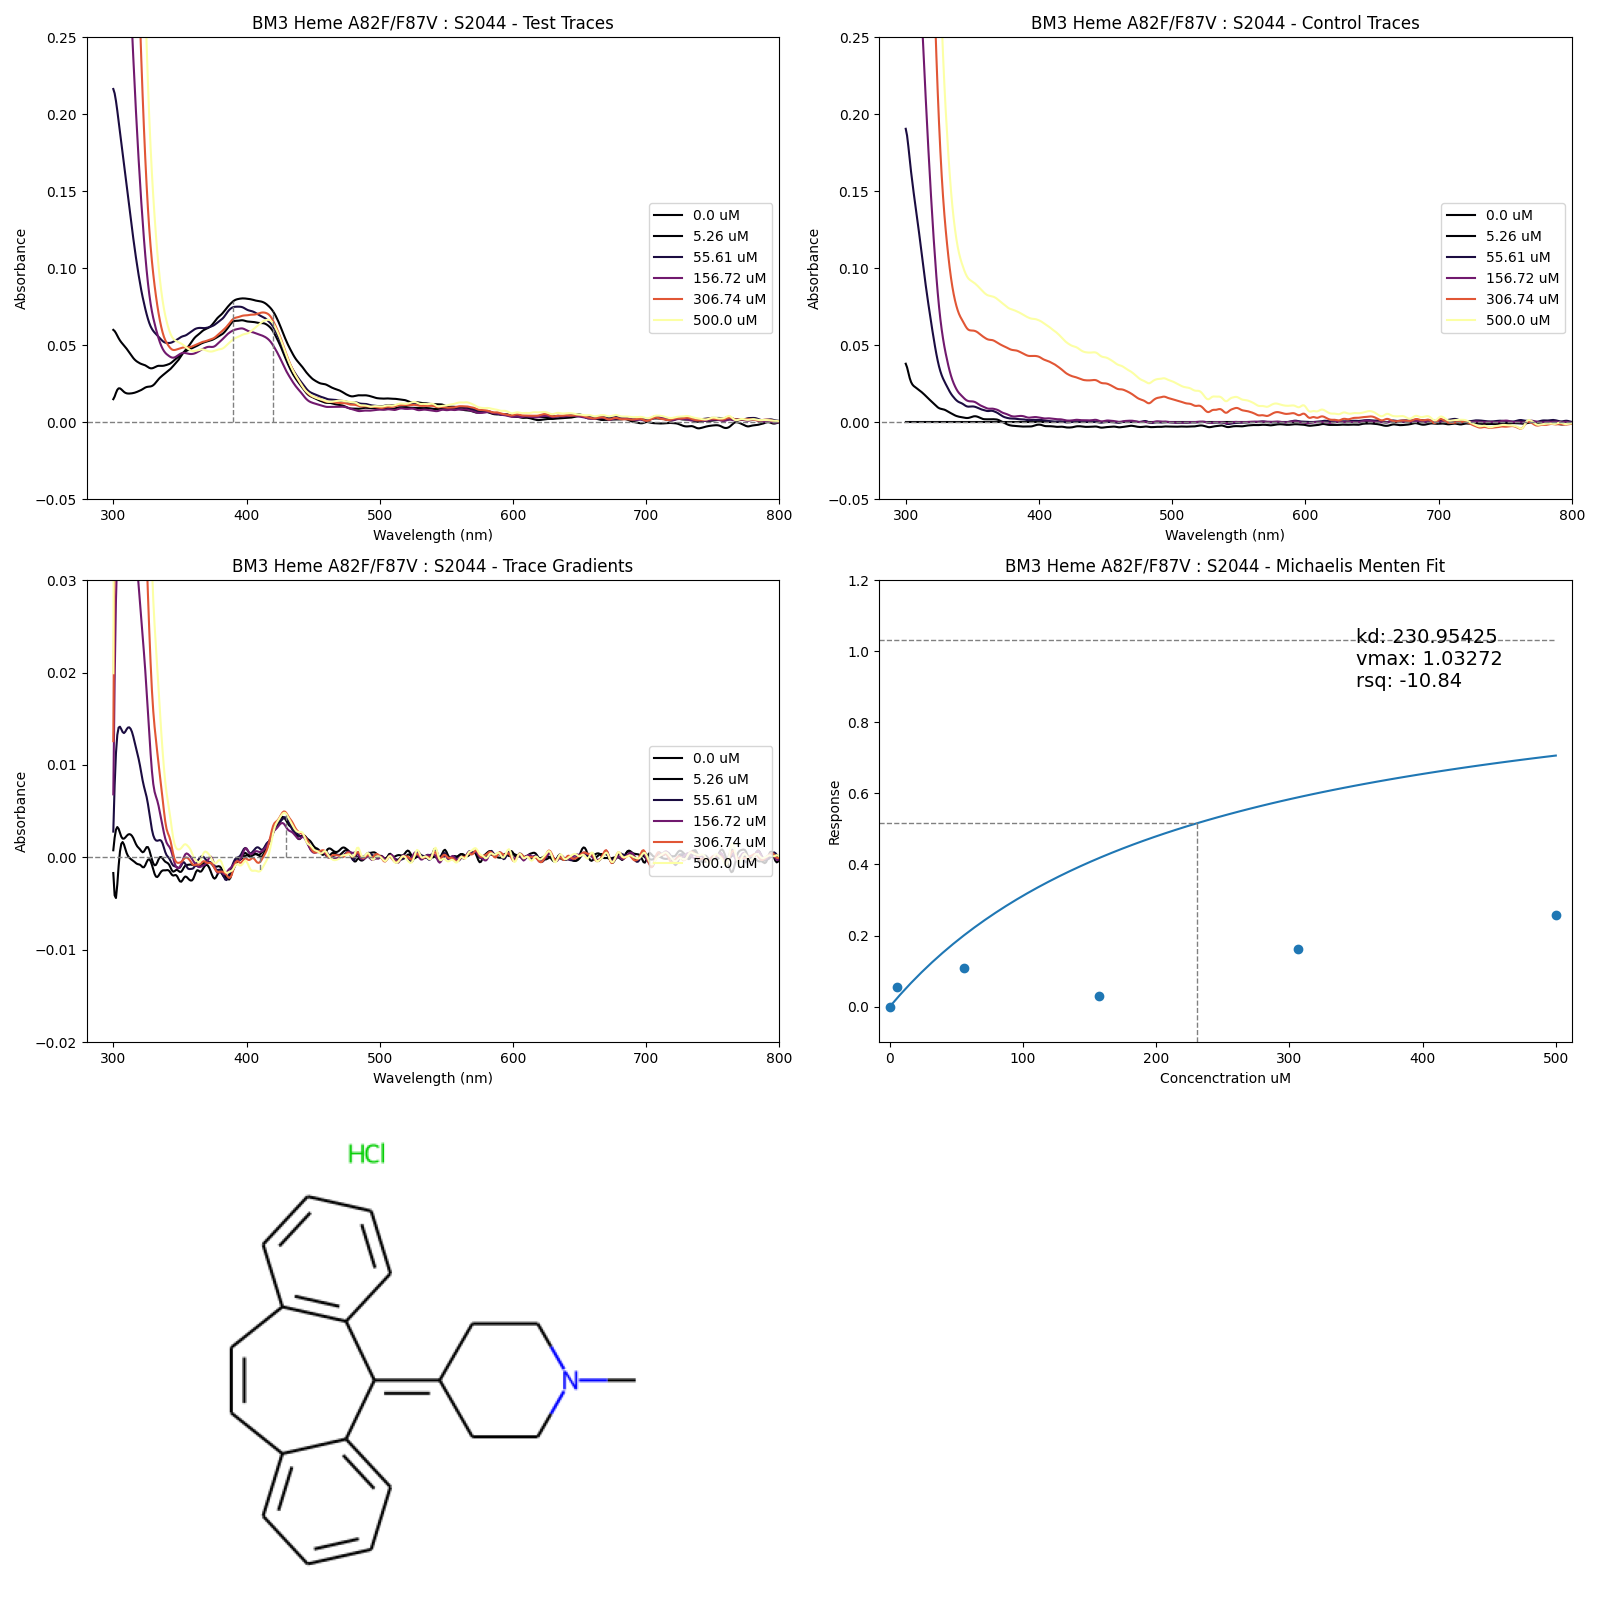 BM3 Heme A82F/F87V : S2044 - Test Traces
0.25
0.20
0.15
0.10
0.05
0.00
−0.05
Absorbance
300
400
500
600
700
800
Wavelength (nm)
0.0 uM
5.26 uM
55.61 uM
156.72 uM
306.74 uM
500.0 uM
BM3 Heme A82F/F87V : S2044 - Control Traces
0.25
0.20
0.15
0.10
0.05
0.00
−0.05
Absorbance
300
400
500
600
700
800
Wavelength (nm)
0.0 uM
5.26 uM
55.61 uM
156.72 uM
306.74 uM
500.0 uM
BM3 Heme A82F/F87V : S2044 - Trace Gradients
0.03
0.02
0.01
0.00
−0.01
−0.02
Absorbance
300
400
500
600
700
800
Wavelength (nm)
0.0 uM
5.26 uM
55.61 uM
156.72 uM
306.74 uM
500.0 uM
BM3 Heme A82F/F87V : S2044 - Michaelis Menten Fit
1.2
1.0
0.8
0.6
0.4
0.2
0.0
Response
0
100
200
300
400
500
Concenctration uM
kd: 230.95425
vmax: 1.03272
rsq: -10.84
HCl
N